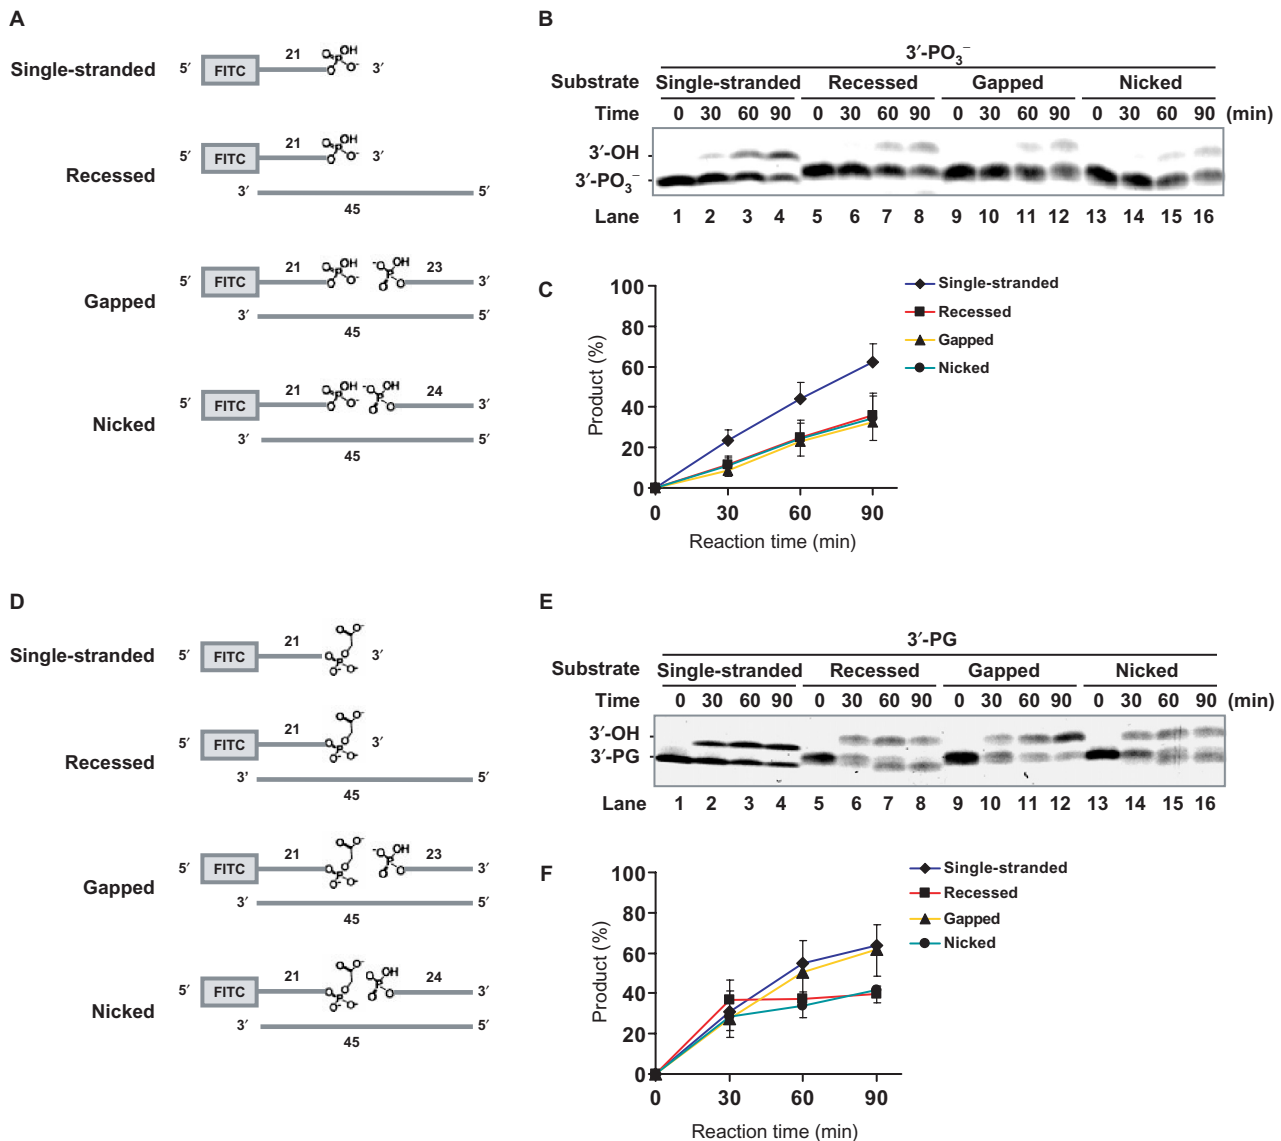 A
Single-stranded 5′ FITC 21 3′
Recessed 5′ FITC 21 3′
3′ 45 5′
Gapped 5′ FITC 21 23 3′
3′ 45 5′
Nicked 5′ FITC 21 24 3′
3′ 45 5′
B
3′-PO₃⁻
Substrate Single-stranded Recessed Gapped Nicked
Time 0 30 60 90 0 30 60 90 0 30 60 90 0 30 60 90 (min)
3′-OH
3′-PO₃⁻
Lane 1 2 3 4 5 6 7 8 9 10 11 12 13 14 15 16
C
Product (%)
100
80
60
40
20
0
0 30 60 90
Reaction time (min)
Single-stranded
Recessed
Gapped
Nicked
D
Single-stranded 5′ FITC 21 3′
Recessed 5′ FITC 21 3′
3′ 45 5′
Gapped 5′ FITC 21 23 3′
3′ 45 5′
Nicked 5′ FITC 21 24 3′
3′ 45 5′
E
3′-PG
Substrate Single-stranded Recessed Gapped Nicked
Time 0 30 60 90 0 30 60 90 0 30 60 90 0 30 60 90 (min)
3′-OH
3′-PG
Lane 1 2 3 4 5 6 7 8 9 10 11 12 13 14 15 16
F
Product (%)
100
80
60
40
20
0
0 30 60 90
Reaction time (min)
Single-stranded
Recessed
Gapped
Nicked